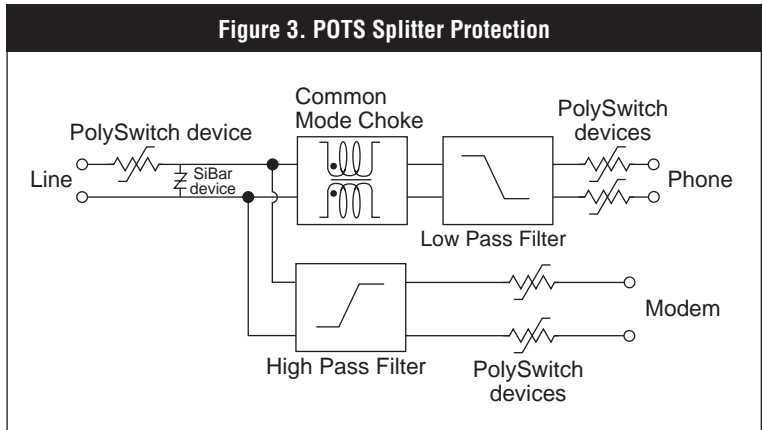 Figure 3. POTS Splitter Protection
Common
Mode Choke
PolySwitch
devices
PolySwitch device
Line
SiBar
device
Phone
Low Pass Filter
Modem
High Pass Filter
PolySwitch
devices